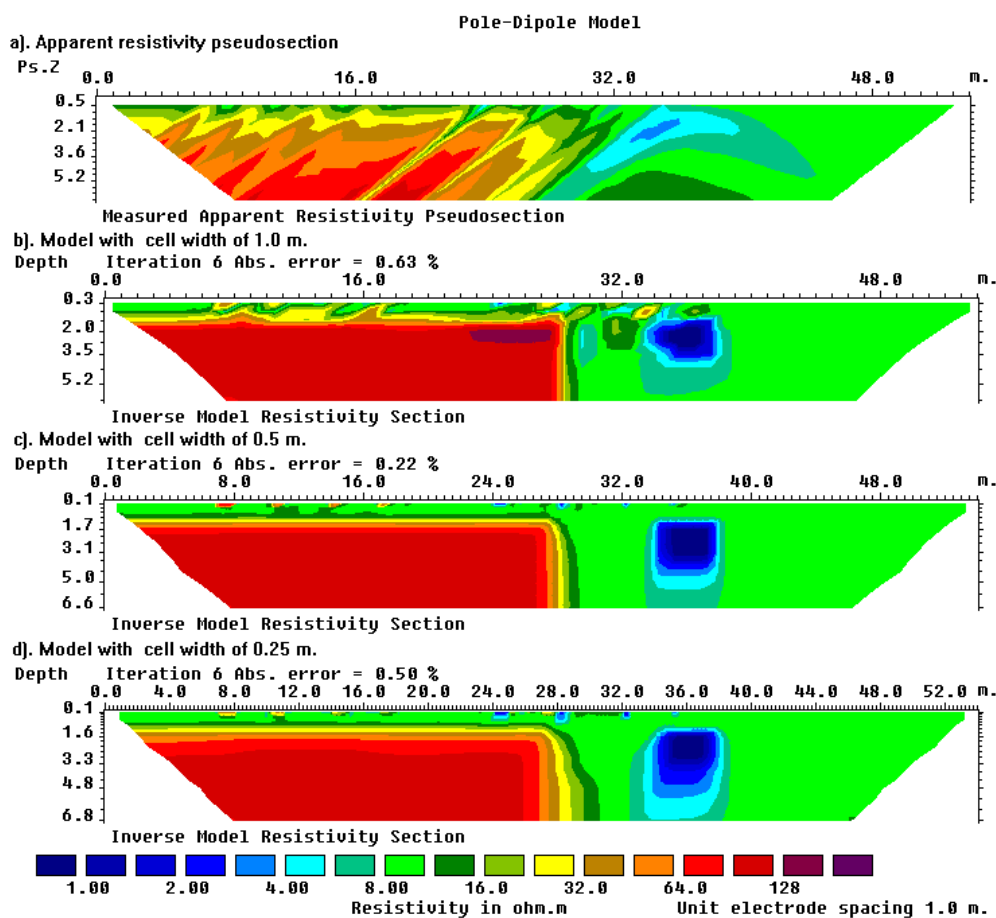 Pole-Dipole Model
a). Apparent resistivity pseudosection
Ps.Z 0.0 16.0 32.0 48.0 m.
0.5
2.1
3.6
5.2
Measured Apparent Resistivity Pseudosection
b). Model with cell width of 1.0 m.
Depth Iteration 6 Abs. error = 0.63 %
0.0 16.0 32.0 48.0 m.
0.3
2.0
3.5
5.2
Inverse Model Resistivity Section
c). Model with cell width of 0.5 m.
Depth Iteration 6 Abs. error = 0.22 %
0.0 8.0 16.0 24.0 32.0 40.0 48.0 m.
0.1
1.7
3.1
5.0
6.6
Inverse Model Resistivity Section
d). Model with cell width of 0.25 m.
Depth Iteration 6 Abs. error = 0.50 %
0.0 4.0 8.0 12.0 16.0 20.0 24.0 28.0 32.0 36.0 40.0 44.0 48.0 52.0 m.
0.1
1.6
3.3
4.8
6.8
Inverse Model Resistivity Section
1.00 2.00 4.00 8.00 16.0 32.0 64.0 128
Resistivity in ohm.m Unit electrode spacing 1.0 m.